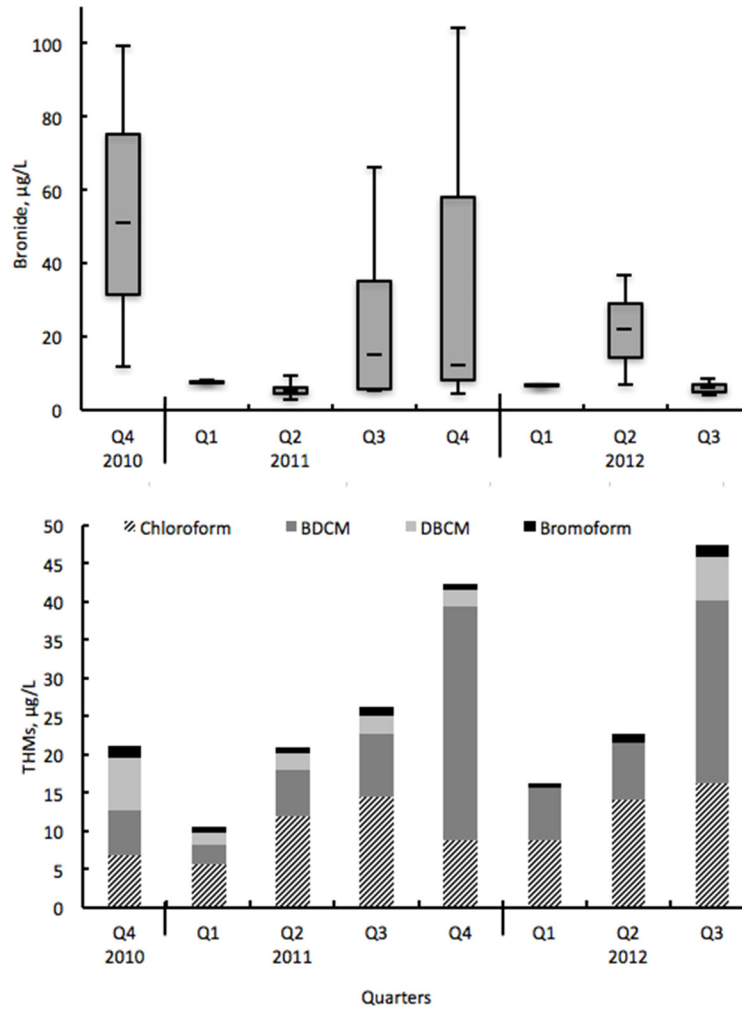 100
80
60
40
20
0
Bronide, µg/L
Q4 Q1 Q2 Q3 Q4 Q1 Q2 Q3
2010 2011 2012
50
45
40
35
30
25
20
15
10
5
0
THMs, µg/L
Chloroform BDCM DBCM Bromoform
Q4 Q1 Q2 Q3 Q4 Q1 Q2 Q3
2010 2011 2012
Quarters